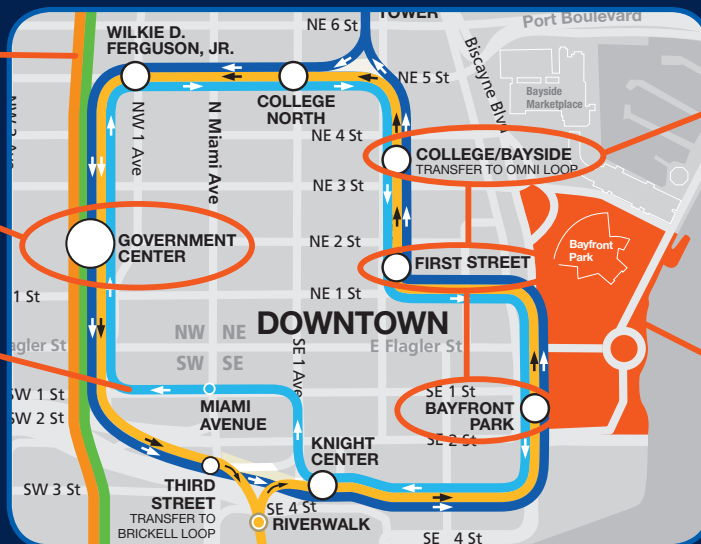 TOWER
NE 6 St
Port Boulevard
WILKIE D.
FERGUSON, JR.
Biscayne Blv
NE 5 St
Bayside
Marketplace
COLLEGE
NORTH
NW 1 Ave
N Miami Ave
NE 4 St
COLLEGE/BAYSIDE
TRANSFER TO OMNI LOOP
NE 3 St
GOVERNMENT
CENTER
NE 2 St
FIRST STREET
Bayfront
Park
1 St
NE 1 St
DOWNTOWN
NW NE
SW SE
agler St
E Flagler St
SE 1 Ave
SW 1 St
SE 1 St
MIAMI
AVENUE
BAYFRONT
PARK
SW 2 St
SE 2 St
KNIGHT
CENTER
THIRD
STREET
TRANSFER TO
BRICKELL LOOP
SW 3 St
SE 4 St
RIVERWALK
SE 4 St